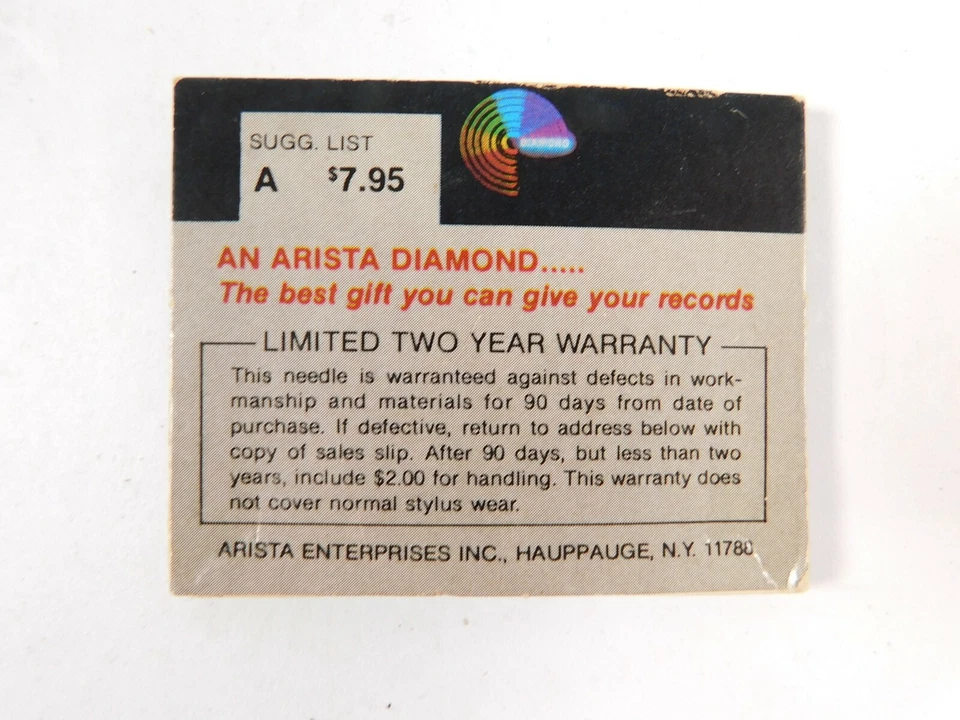 SUGG. LIST
A $7.95
DIAMOND
AN ARISTA DIAMOND.....
The best gift you can give your records
LIMITED TWO YEAR WARRANTY
This needle is warranteed against defects in work-
manship and materials for 90 days from date of
purchase. If defective, return to address below with
copy of sales slip. After 90 days, but less than two
years, include $2.00 for handling. This warranty does
not cover normal stylus wear.
ARISTA ENTERPRISES INC., HAUPPAUGE, N.Y. 11788